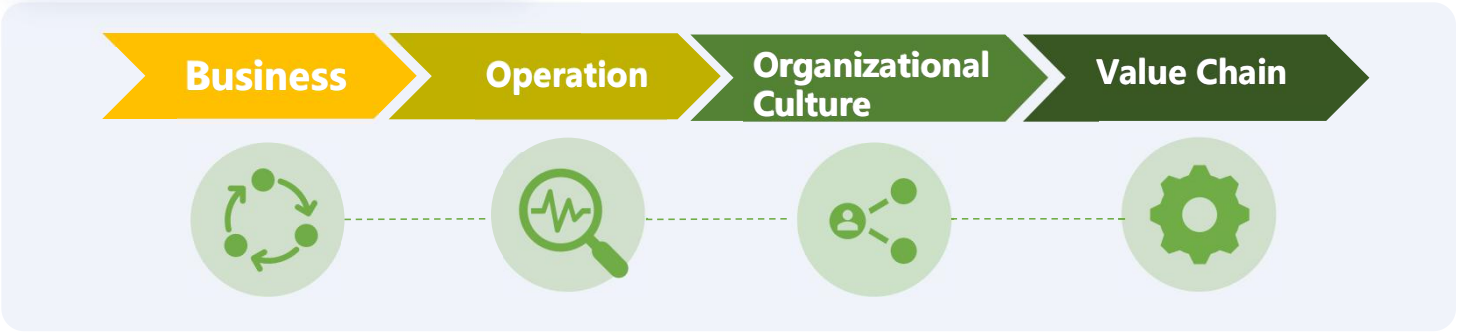 Business
Operation
Organizational
Culture
Value Chain